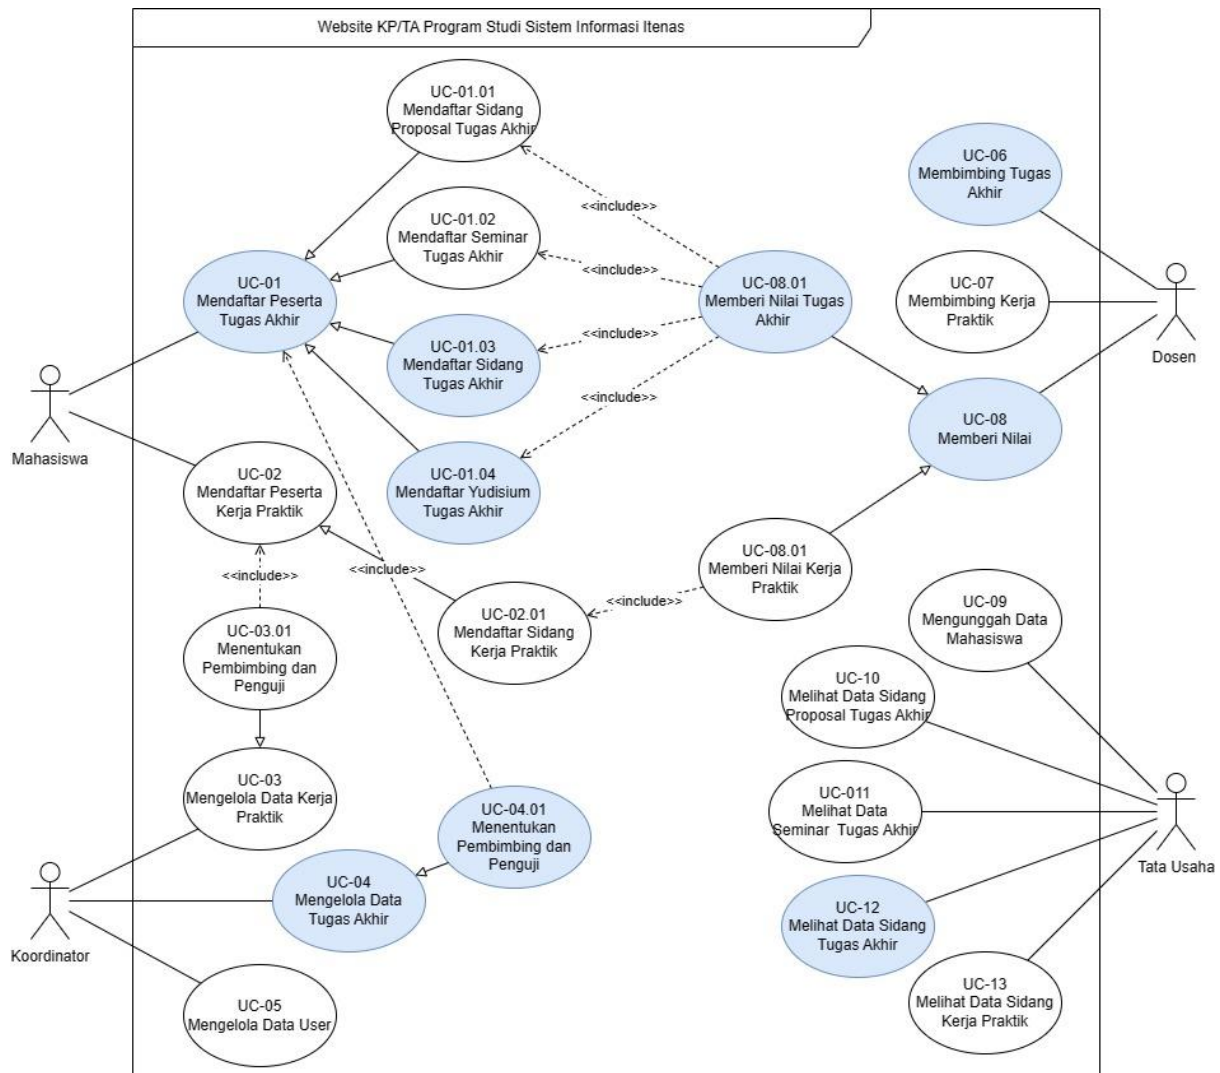 Website KP/TA Program Studi Sistem Informasi Itenas
UC-01.01
Mendaftar Sidang
Proposal Tugas Akhir
UC-06
Membimbing Tugas
Akhir
<<include>>
UC-01.02
Mendaftar Seminar
Tugas Akhir
UC-01
Mendaftar Peserta
Tugas Akhir
<<include>>
UC-08.01
Memberi Nilai Tugas
Akhir
UC-07
Membimbing Kerja
Praktik
Dosen
<<include>>
UC-01.03
Mendaftar Sidang
Tugas Akhir
<<include>>
UC-08
Memberi Nilai
Mahasiswa
UC-02
Mendaftar Peserta
Kerja Praktik
UC-01.04
Mendaftar Yudisium
Tugas Akhir
<<include>>
<<include>>
UC-08.01
Memberi Nilai Kerja
Praktik
<<include>>
UC-02.01
Mendaftar Sidang
Kerja Praktik
UC-09
Mengunggah Data
Mahasiswa
UC-03.01
Menentukan
Pembimbing dan
Penguji
UC-10
Melihat Data Sidang
Proposal Tugas Akhir
UC-03
Mengelola Data Kerja
Praktik
UC-04.01
Menentukan
Pembimbing dan
Penguji
UC-011
Melihat Data
Seminar Tugas Akhir
Tata Usaha
UC-04
Mengelola Data
Tugas Akhir
UC-12
Melihat Data Sidang
Tugas Akhir
Koordinator
UC-05
Mengelola Data User
UC-13
Melihat Data Sidang
Kerja Praktik